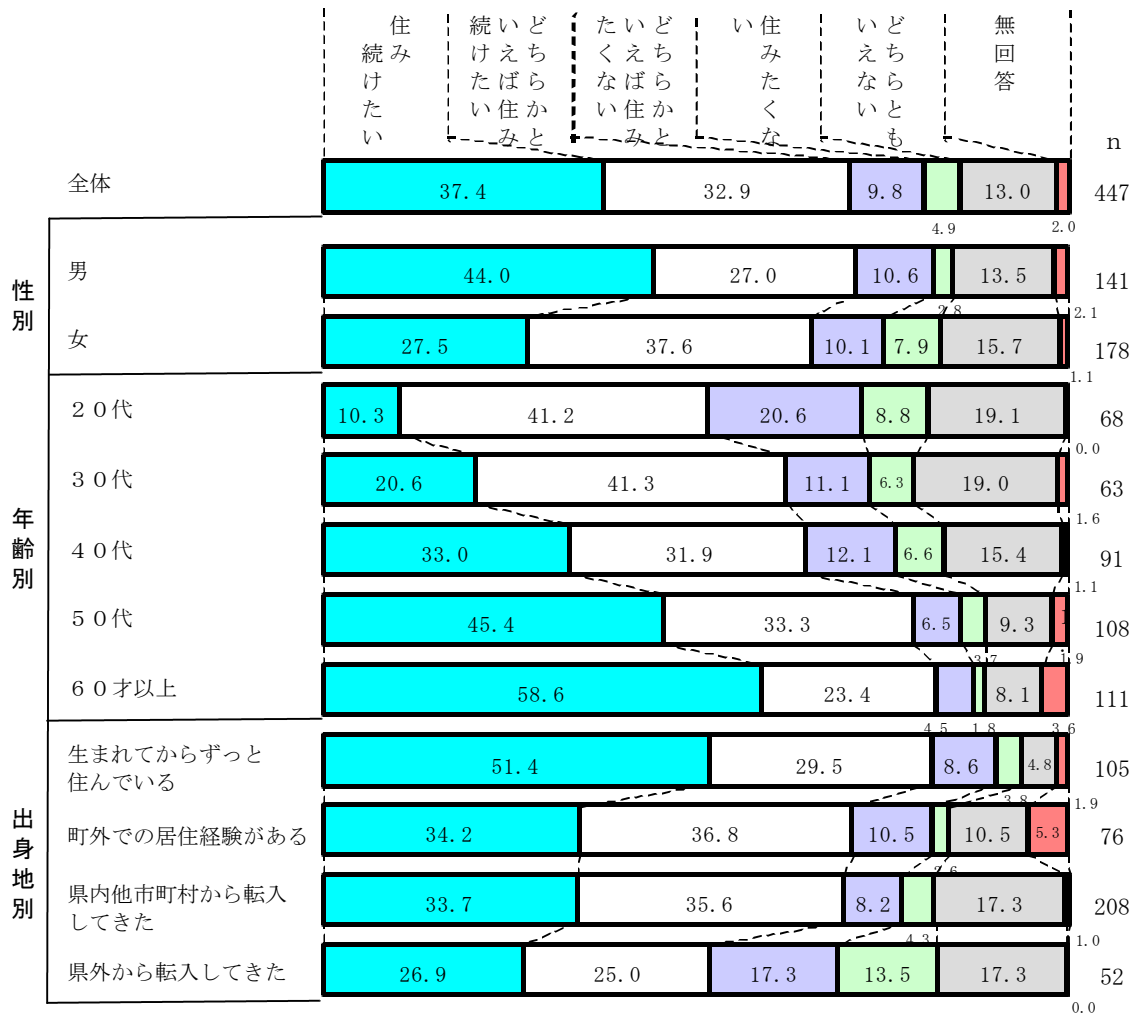 住み続けたい
どちらかといえば住み続けたい
どちらかといえば住みたくない
住みたくない
どちらともいえない
無回答
n
全体 37.4 32.9 9.8 13.0 447
4.9 2.0
性別
男 44.0 27.0 10.6 13.5 141
2.8 2.1
女 27.5 37.6 10.1 7.9 15.7 178
1.1
年齢別
20代 10.3 41.2 20.6 8.8 19.1 68
0.0
30代 20.6 41.3 11.1 6.3 19.0 63
1.6
40代 33.0 31.9 12.1 6.6 15.4 91
1.1
50代 45.4 33.3 6.5 9.3 108
3.7 1.9
60才以上 58.6 23.4 8.1 111
4.5 1.8 3.6
出身地別
生まれてからずっと
住んでいる 51.4 29.5 8.6 4.8 105
3.8 1.9
町外での居住経験がある 34.2 36.8 10.5 10.5 5.3 76
2.6
県内他市町村から転入
してきた 33.7 35.6 8.2 17.3 208
4.3 1.0
県外から転入してきた 26.9 25.0 17.3 13.5 17.3 52
0.0